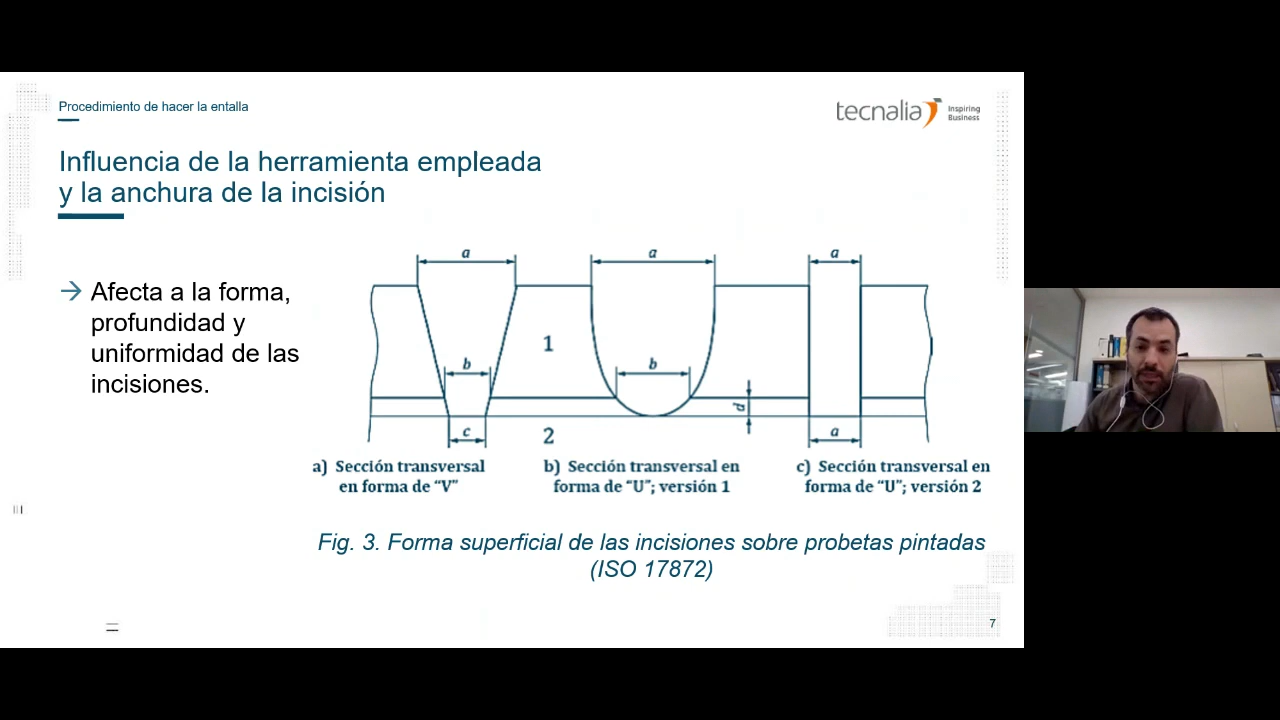 Procedimiento de hacer la entalla
tecnalia Inspiring
Business
Influencia de la herramienta empleada
y la anchura de la incisión
→ Afecta a la forma,
profundidad y
uniformidad de las
incisiones.
a a a
1
b b
d
c 2 a
a) Sección transversal
en forma de “V”
b) Sección transversal en
forma de “U”; versión 1
c) Sección transversal en
forma de “U”; versión 2
Fig. 3. Forma superficial de las incisiones sobre probetas pintadas
(ISO 17872)
7